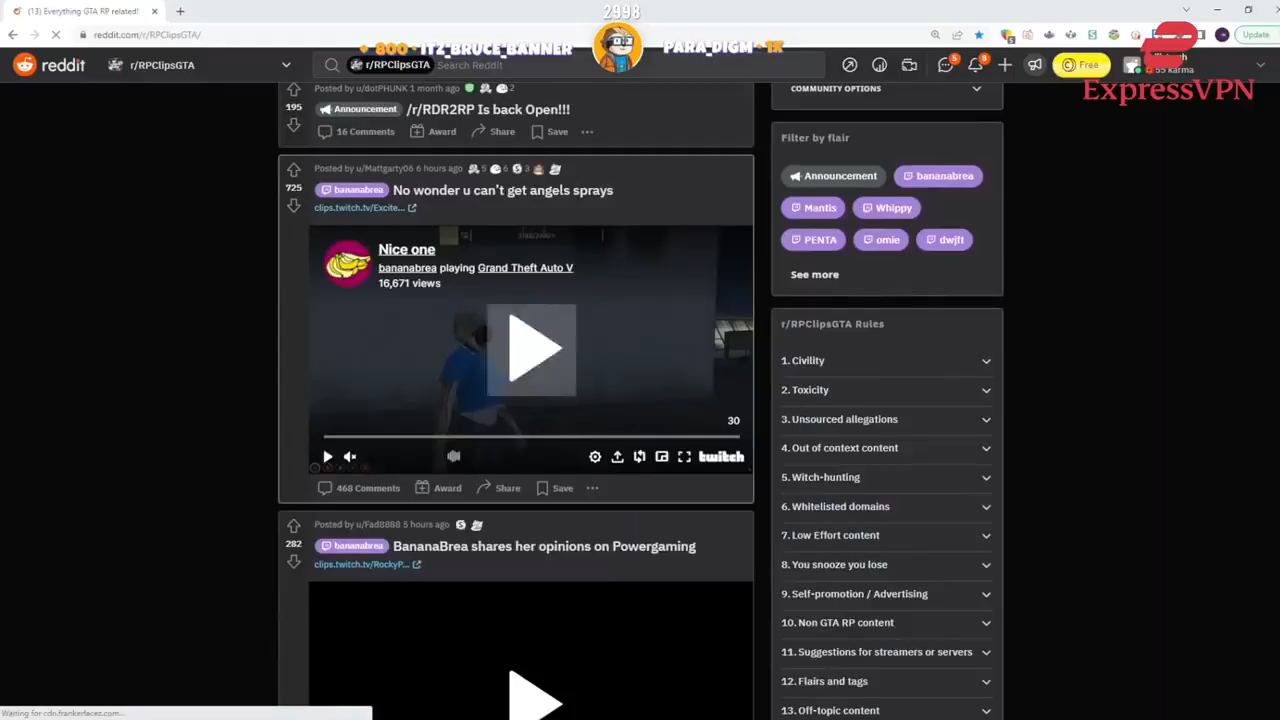 2998
(13) Everything GTA RP related!
reddit.com/r/RPClipsGTA/
Update
800 · ITZ_BRUCE_BANNER
PARA_DIGM · 1X
reddit
r/RPClipsGTA
r/RPClipsGTA
Search Reddit
5
8
Free
65 karma
ExpressVPN
Posted by u/dotPHUNK 1 month ago
2
195
Announcement
/r/RDR2RP Is back Open!!!
16 Comments
Award
Share
Save
Posted by u/Mattgarty06 6 hours ago
5
6
3
725
bananabrea
No wonder u can't get angels sprays
clips.twitch.tv/Excite...
Nice one
bananabrea playing Grand Theft Auto V
16,671 views
30
twitch
468 Comments
Award
Share
Save
Posted by u/Fad8888 5 hours ago
282
bananabrea
BananaBrea shares her opinions on Powergaming
clips.twitch.tv/RockyP...
COMMUNITY OPTIONS
Filter by flair
Announcement
bananabrea
Mantis
Whippy
PENTA
omie
dwjft
See more
r/RPClipsGTA Rules
1. Civility
2. Toxicity
3. Unsourced allegations
4. Out of context content
5. Witch-hunting
6. Whitelisted domains
7. Low Effort content
8. You snooze you lose
9. Self-promotion / Advertising
10. Non GTA RP content
11. Suggestions for streamers or servers
12. Flairs and tags
13. Off-topic content
Waiting for cdn.frankerfacez.com...